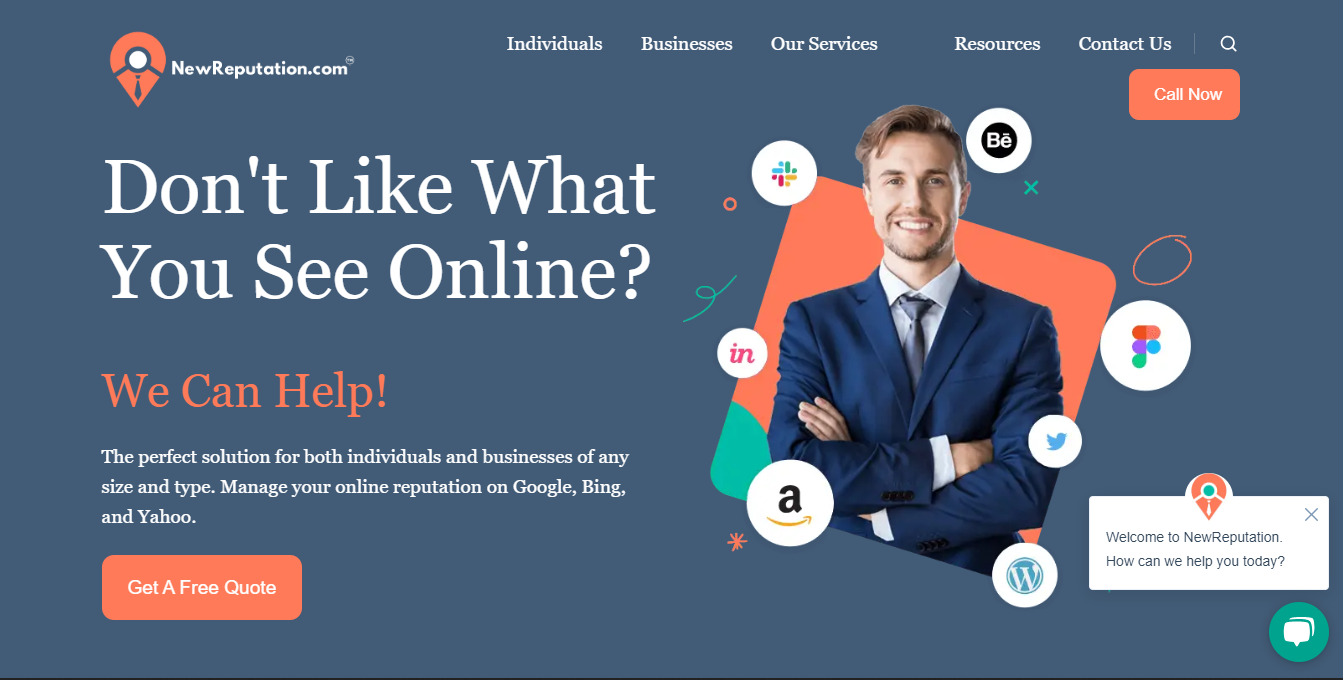 Individuals
Businesses
Our Services
Resources
Contact Us
NewReputation.com
TM
Call Now
Don't Like What
You See Online?
Bē
in
a
We Can Help!
The perfect solution for both individuals and businesses of any
size and type. Manage your online reputation on Google, Bing,
and Yahoo.
Get A Free Quote
W
Welcome to NewReputation.
How can we help you today?